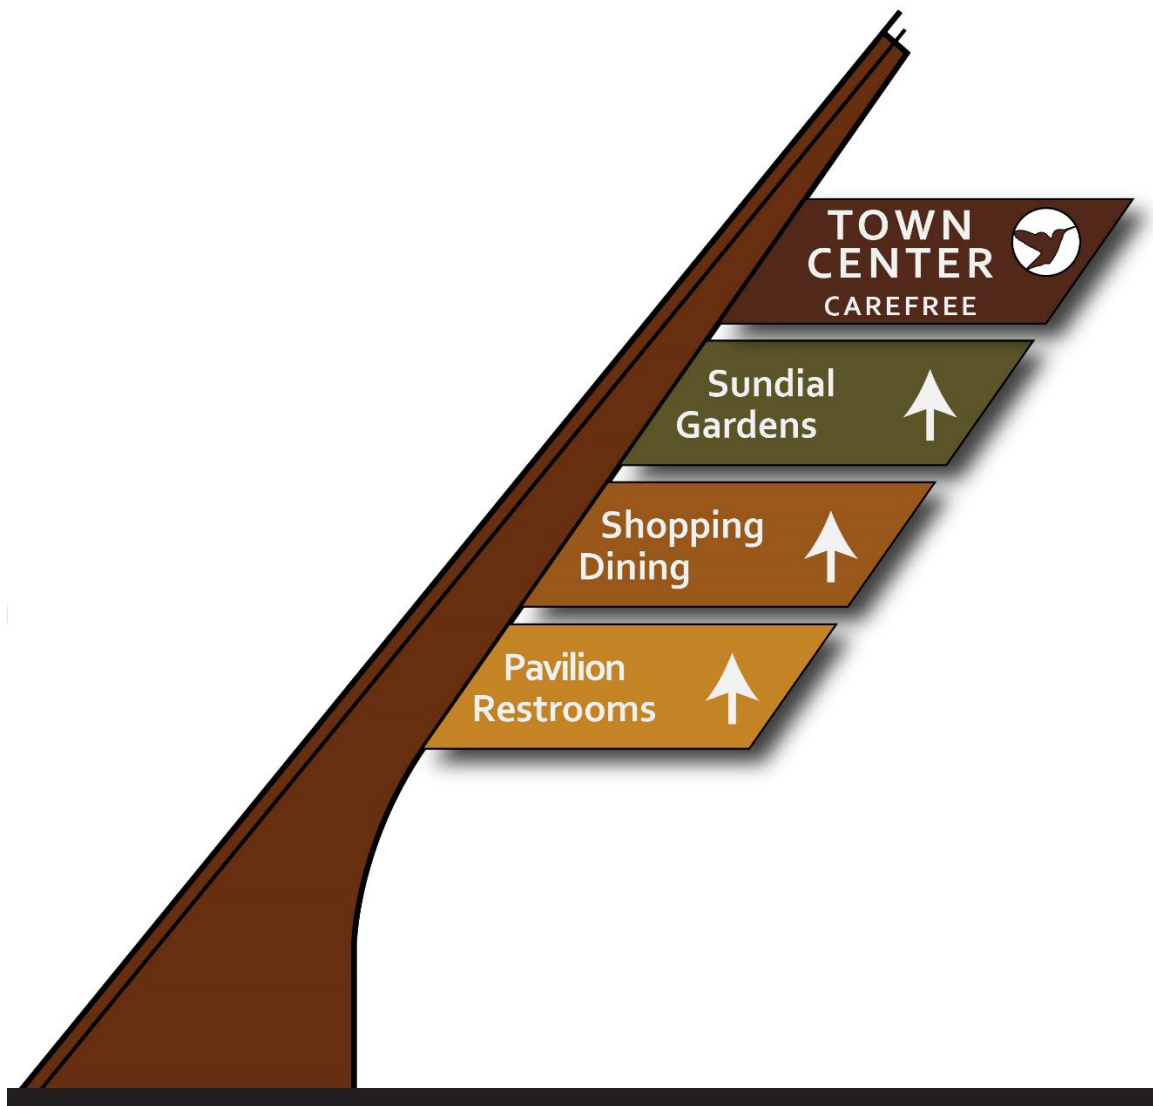 TOWN
CENTER
CAREFREE
Sundial
Gardens
Shopping
Dining
Pavilion
Restrooms